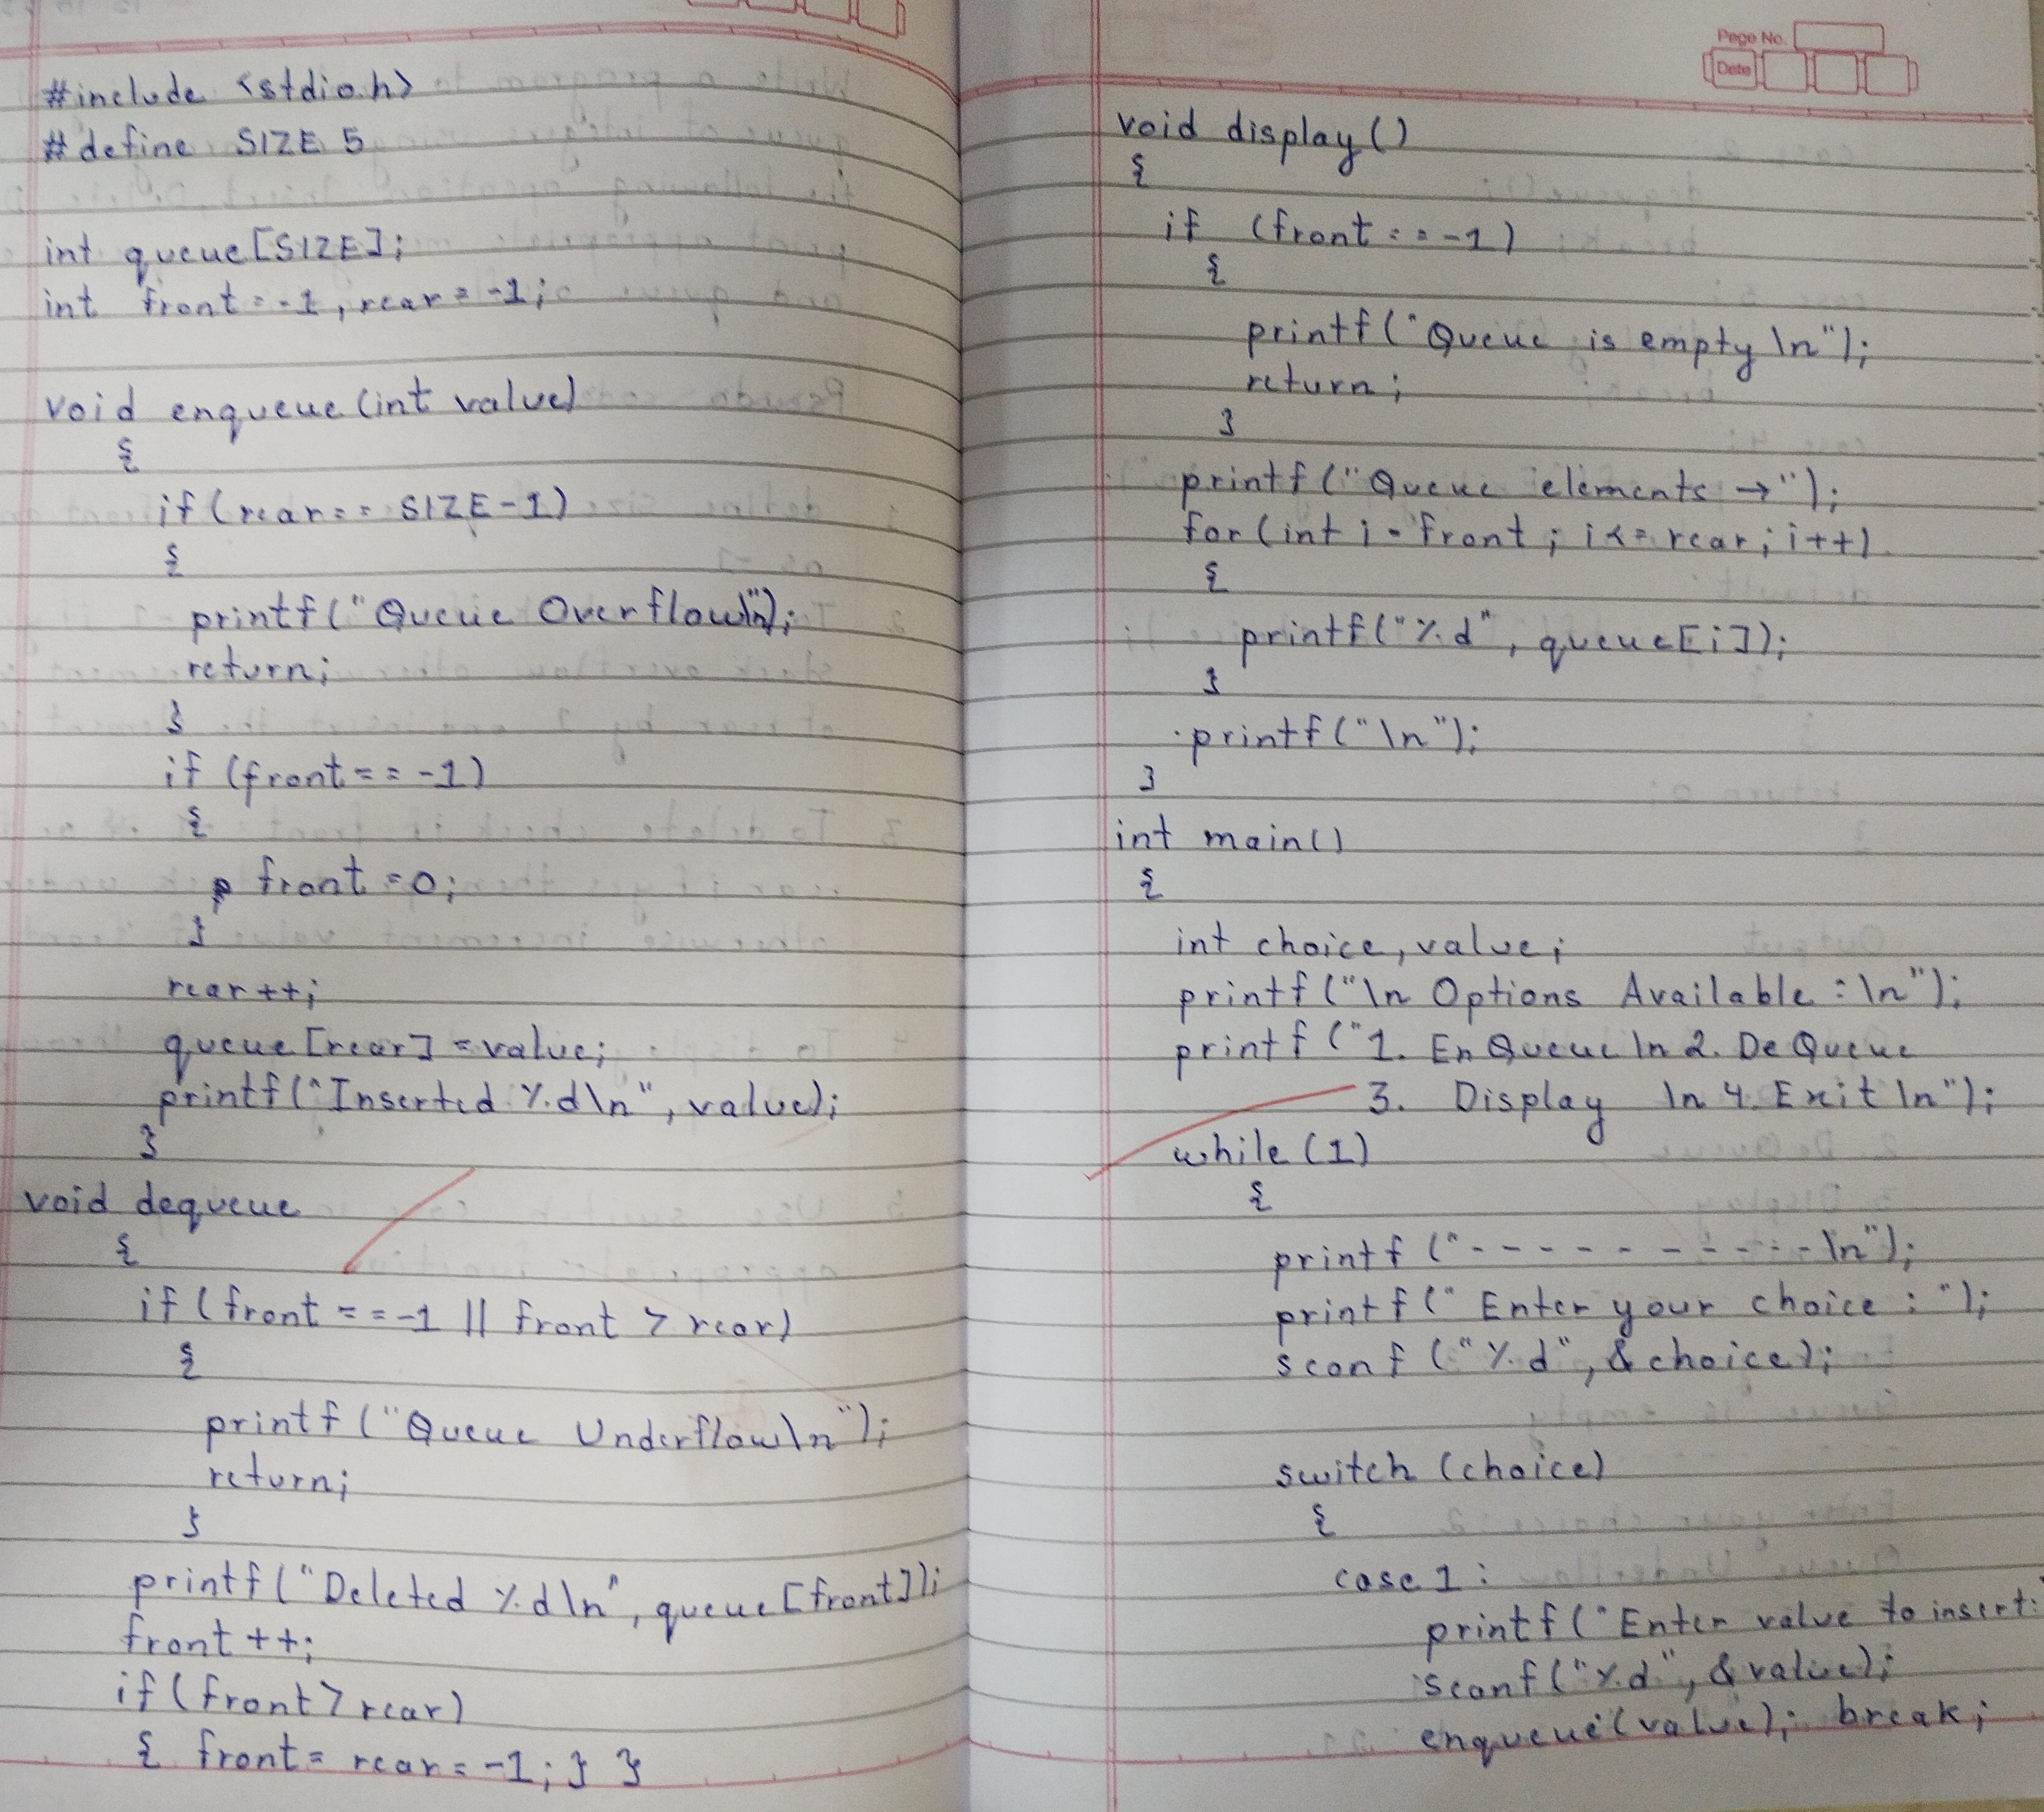 #include <stdio.h>
# define SIZE 5
int queue[SIZE];
int front = -1, rear = -1;
void enqueue(int value)
{
if(rear == SIZE-1)
{
printf("Queue Overflow\n");
return;
}
if (front == -1)
{
front = 0;
}
rear++;
queue[rear] = value;
printf("Inserted %d\n", value);
}
void dequeue
{
if(front == -1 || front > rear)
{
printf("Queue Underflow\n");
return;
}
printf("Deleted %d\n", queue[front]);
front++;
if(front > rear)
{ front = rear = -1; } }
Page No.
Date
void display()
{
if (front == -1)
{
printf("Queue is empty \n");
return;
}
printf("Queue elements →");
for(int i = front; i <= rear; i++)
{
printf("%d", queue[i]);
}
printf("\n");
}
int main()
{
int choice, value;
printf("\n Options Available : \n");
printf("1. EnQueue \n 2. DeQueue
3. Display \n 4. Exit \n");
while(1)
{
printf("- - - - - - - - - - -\n");
printf("Enter your choice : ");
scanf("%d", &choice);
switch (choice)
{
case 1 :
printf("Enter value to insert:
scanf("%d", &value);
enqueue(value); break;